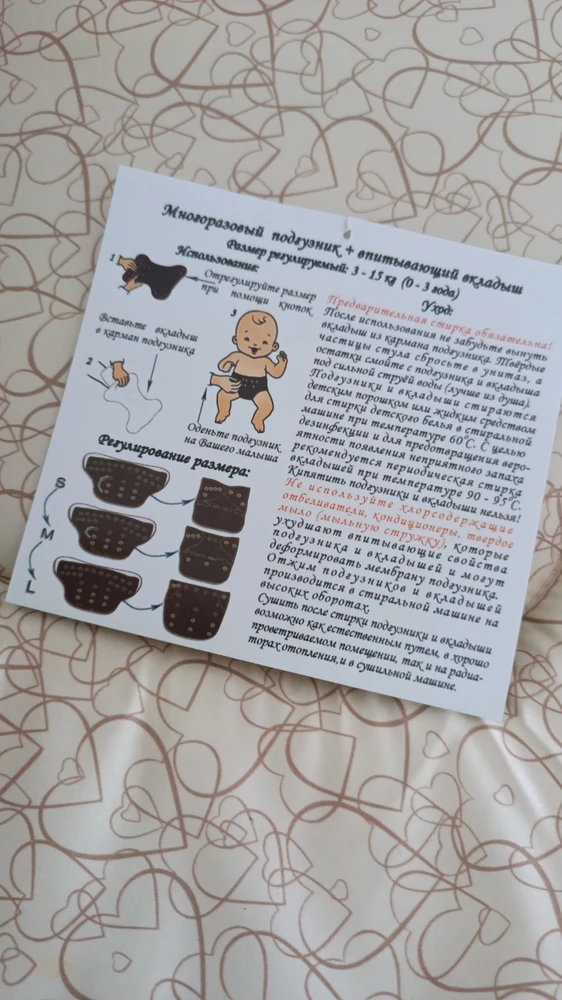 Многоразовый подгузник + впитывающий вкладыш
Размер регулируемый: 3 - 15 кг (0 - 3 года)
Использование:
1
Отрегулируйте размер
при помощи кнопок
Вставьте вкладыш
в карман подгузника
2
3
Оденьте подгузник
на Вашего малыша
Регулирование размера:
S
M
L
Уход:
Предварительная стирка обязательна!
После использования не забудьте вынуть
вкладыш из кармана подгузника. Твёрдые
частицы стула сбросьте в унитаз, а
остатки смойте с подгузника и вкладыша
под сильной струёй воды (лучше из душа).
Подгузники и вкладыши стираются
детским порошком или жидким средством
для стирки детского белья в стиральной
машине при температуре 60°С. С целью
дезинфекции и для предотвращения веро-
ятности появления неприятного запаха
рекомендуется периодическая стирка
вкладышей при температуре 90 - 95°С.
Кипятить подгузники и вкладыши нельзя!
Не используйте хлорсодержащие
отбеливатели, кондиционеры, твердое
мыло (мыльную стружку), которые
ухудшают впитывающие свойства
подгузника и вкладышей и могут
деформировать мембрану подгузника.
Отжим подгузников и вкладышей
производится в стиральной машине на
высоких оборотах.
Сушить после стирки подгузники и вкладыши
возможно как естественным путем, в хорошо
проветриваемом помещении, так и на радиа-
торах отопления, и в сушильной машине.